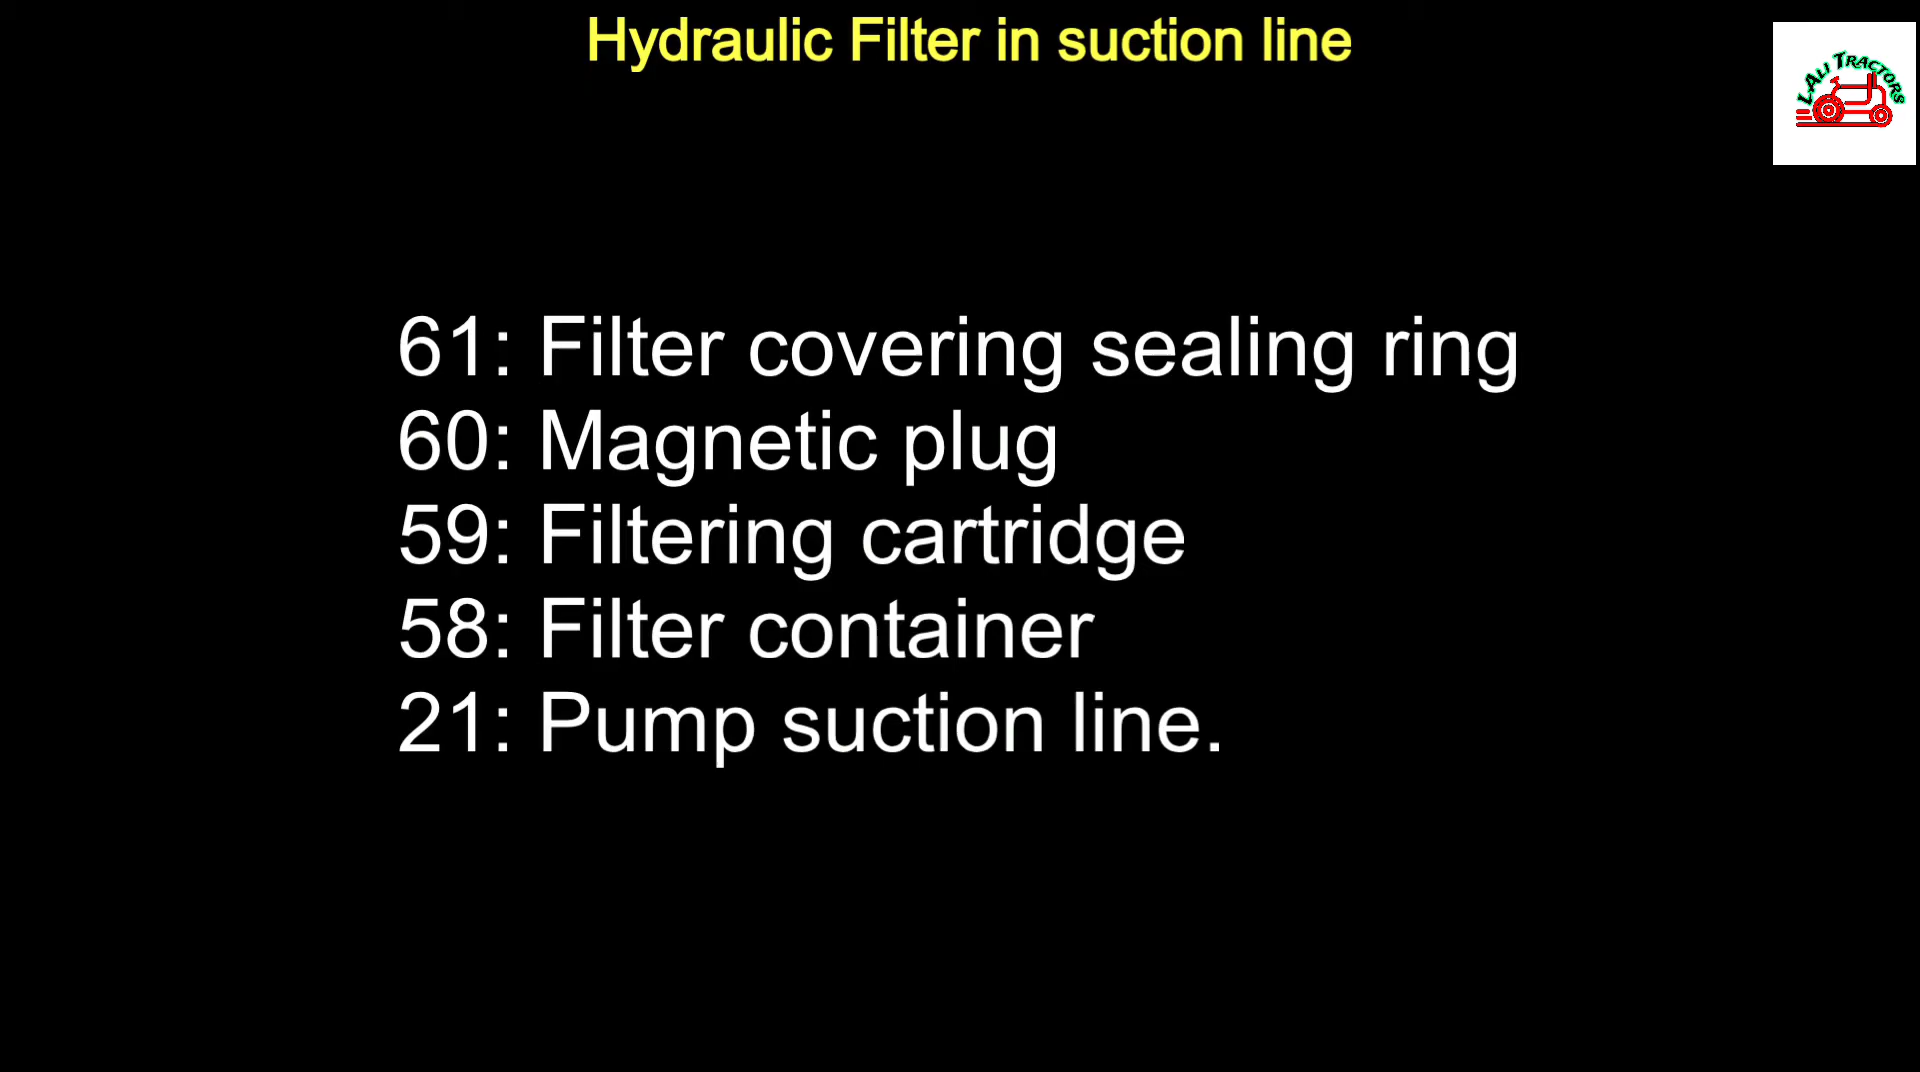 Hydraulic Filter in suction line
LALI TRACTORS
61: Filter covering sealing ring
60: Magnetic plug
59: Filtering cartridge
58: Filter container
21: Pump suction line.